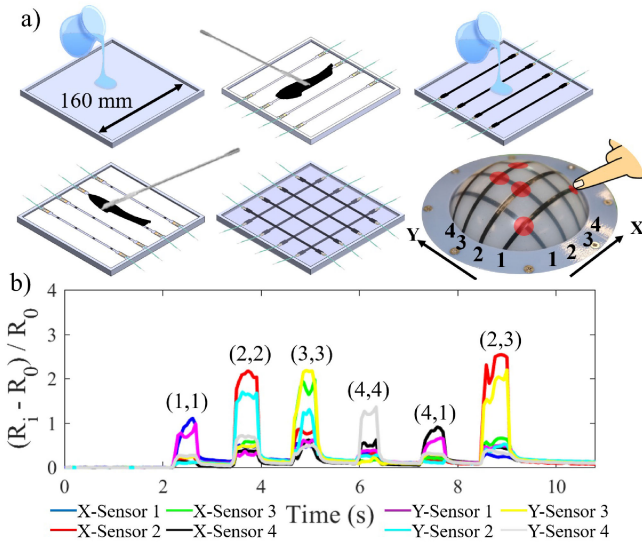 a)
160 mm
Y
4 3 2 1
1 2 3 4
X
b)
(R_i - R_0) / R_0
4
3
2
1
0
(1,1)
(2,2)
(3,3)
(4,4)
(4,1)
(2,3)
0 2 4 6 8 10
Time (s)
X-Sensor 1 X-Sensor 3 Y-Sensor 1 Y-Sensor 3
X-Sensor 2 X-Sensor 4 Y-Sensor 2 Y-Sensor 4